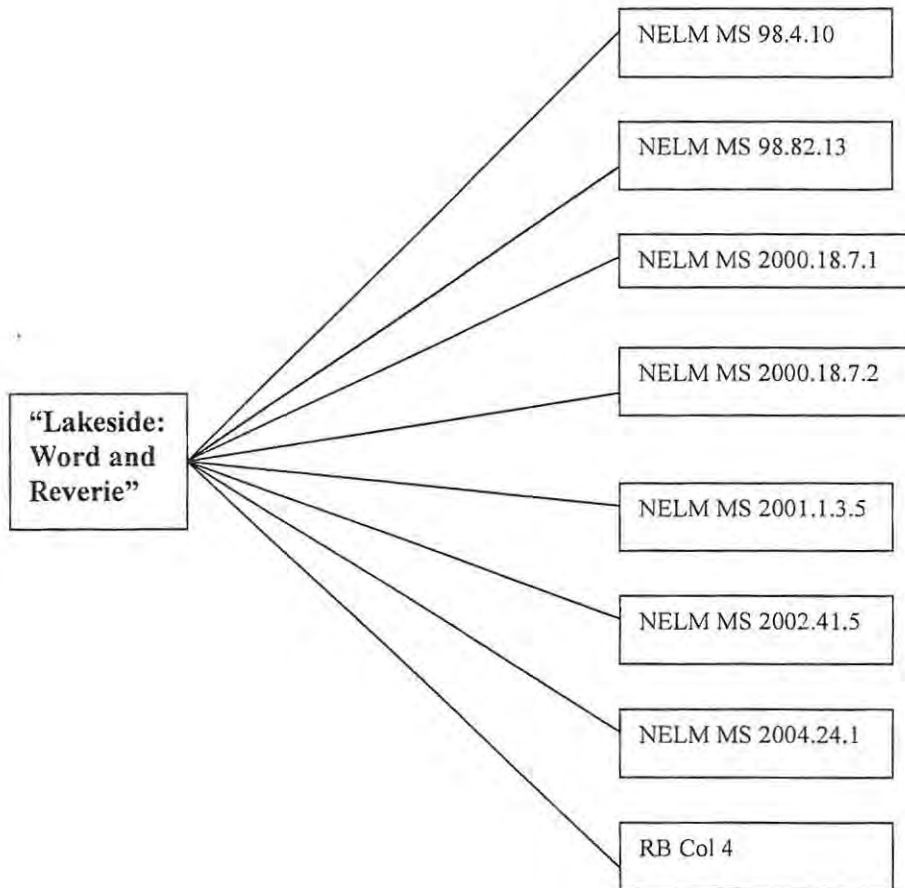 NELM MS 98.4.10
NELM MS 98.82.13
NELM MS 2000.18.7.1
NELM MS 2000.18.7.2
“Lakeside:
Word and
Reverie”
NELM MS 2001.1.3.5
NELM MS 2002.41.5
NELM MS 2004.24.1
RB Col 4